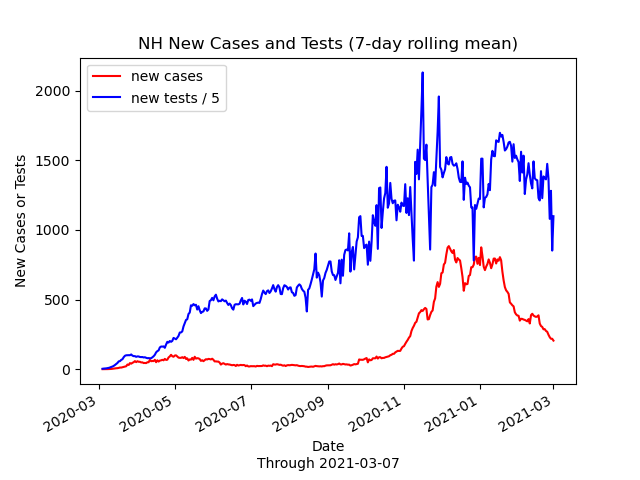 NH New Cases and Tests (7-day rolling mean)
new cases
new tests / 5
New Cases or Tests
2000
1500
1000
500
0
2020-03
2020-05
2020-07
2020-09
2020-11
2021-01
2021-03
Date
Through 2021-03-07